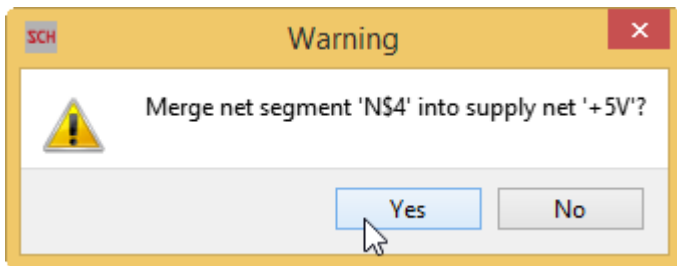 SCH Warning ×
Merge net segment 'N$4' into supply net '+5V'?
Yes No